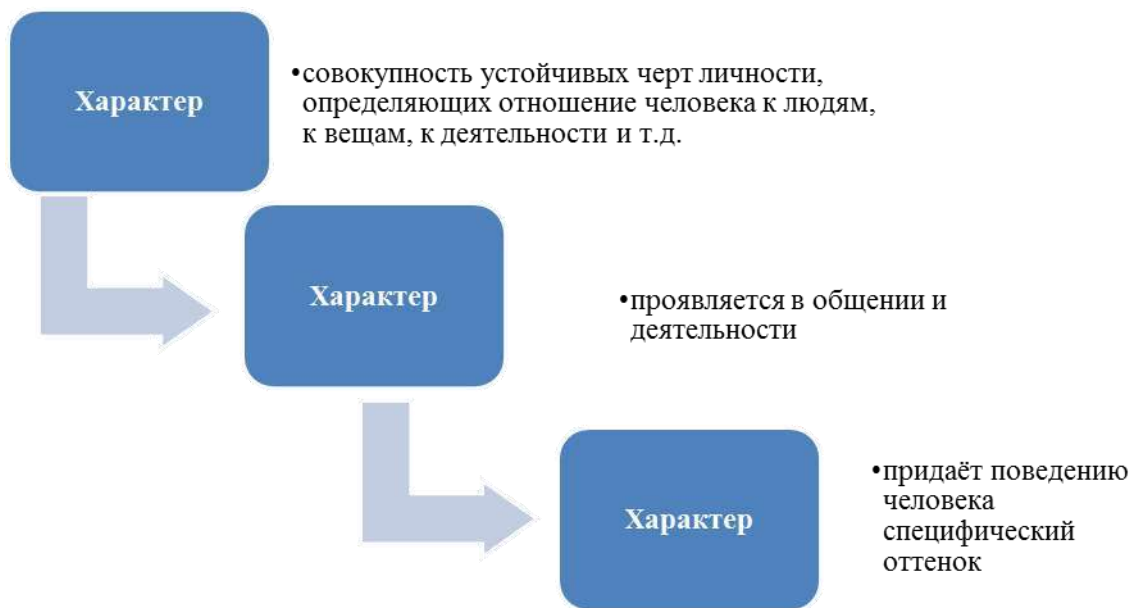 Характер
•совокупность устойчивых черт личности,
определяющих отношение человека к людям,
к вещам, к деятельности и т.д.
Характер
•проявляется в общении и
деятельности
Характер
•придаёт поведению
человека
специфический
оттенок